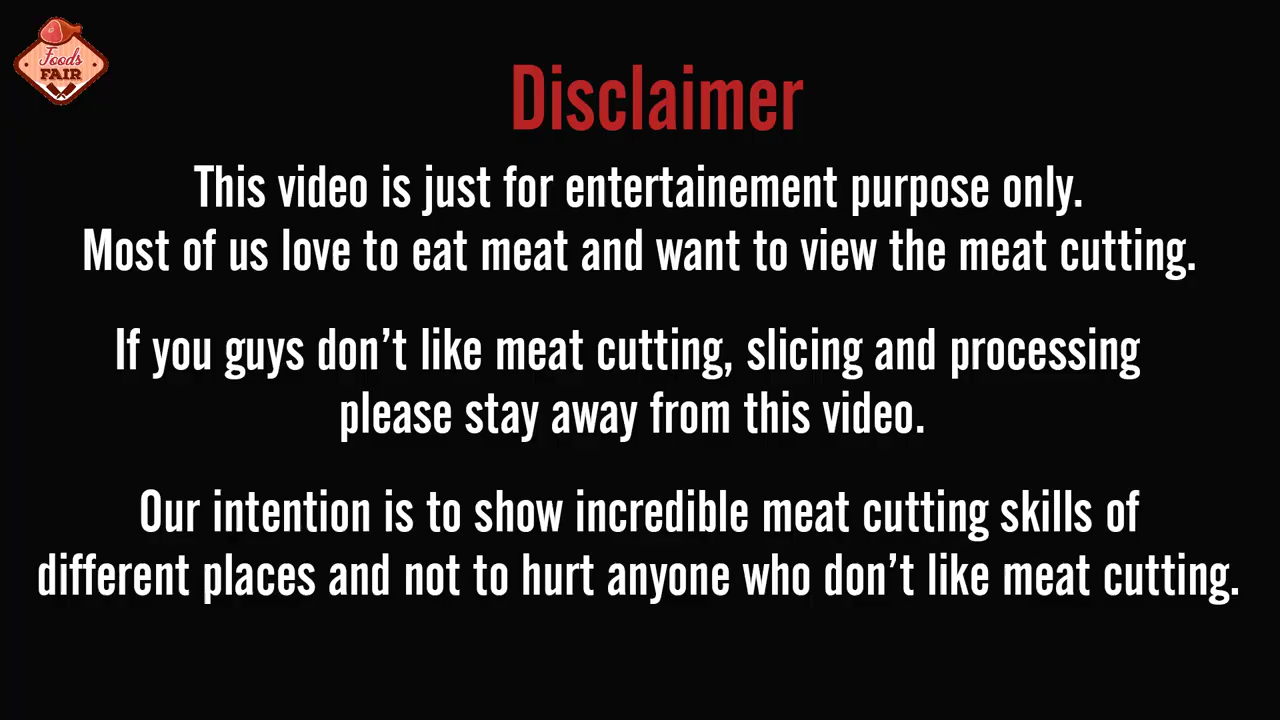 Foods
FAIR
Disclaimer
This video is just for entertainement purpose only.
Most of us love to eat meat and want to view the meat cutting.
If you guys don’t like meat cutting, slicing and processing
please stay away from this video.
Our intention is to show incredible meat cutting skills of
different places and not to hurt anyone who don’t like meat cutting.